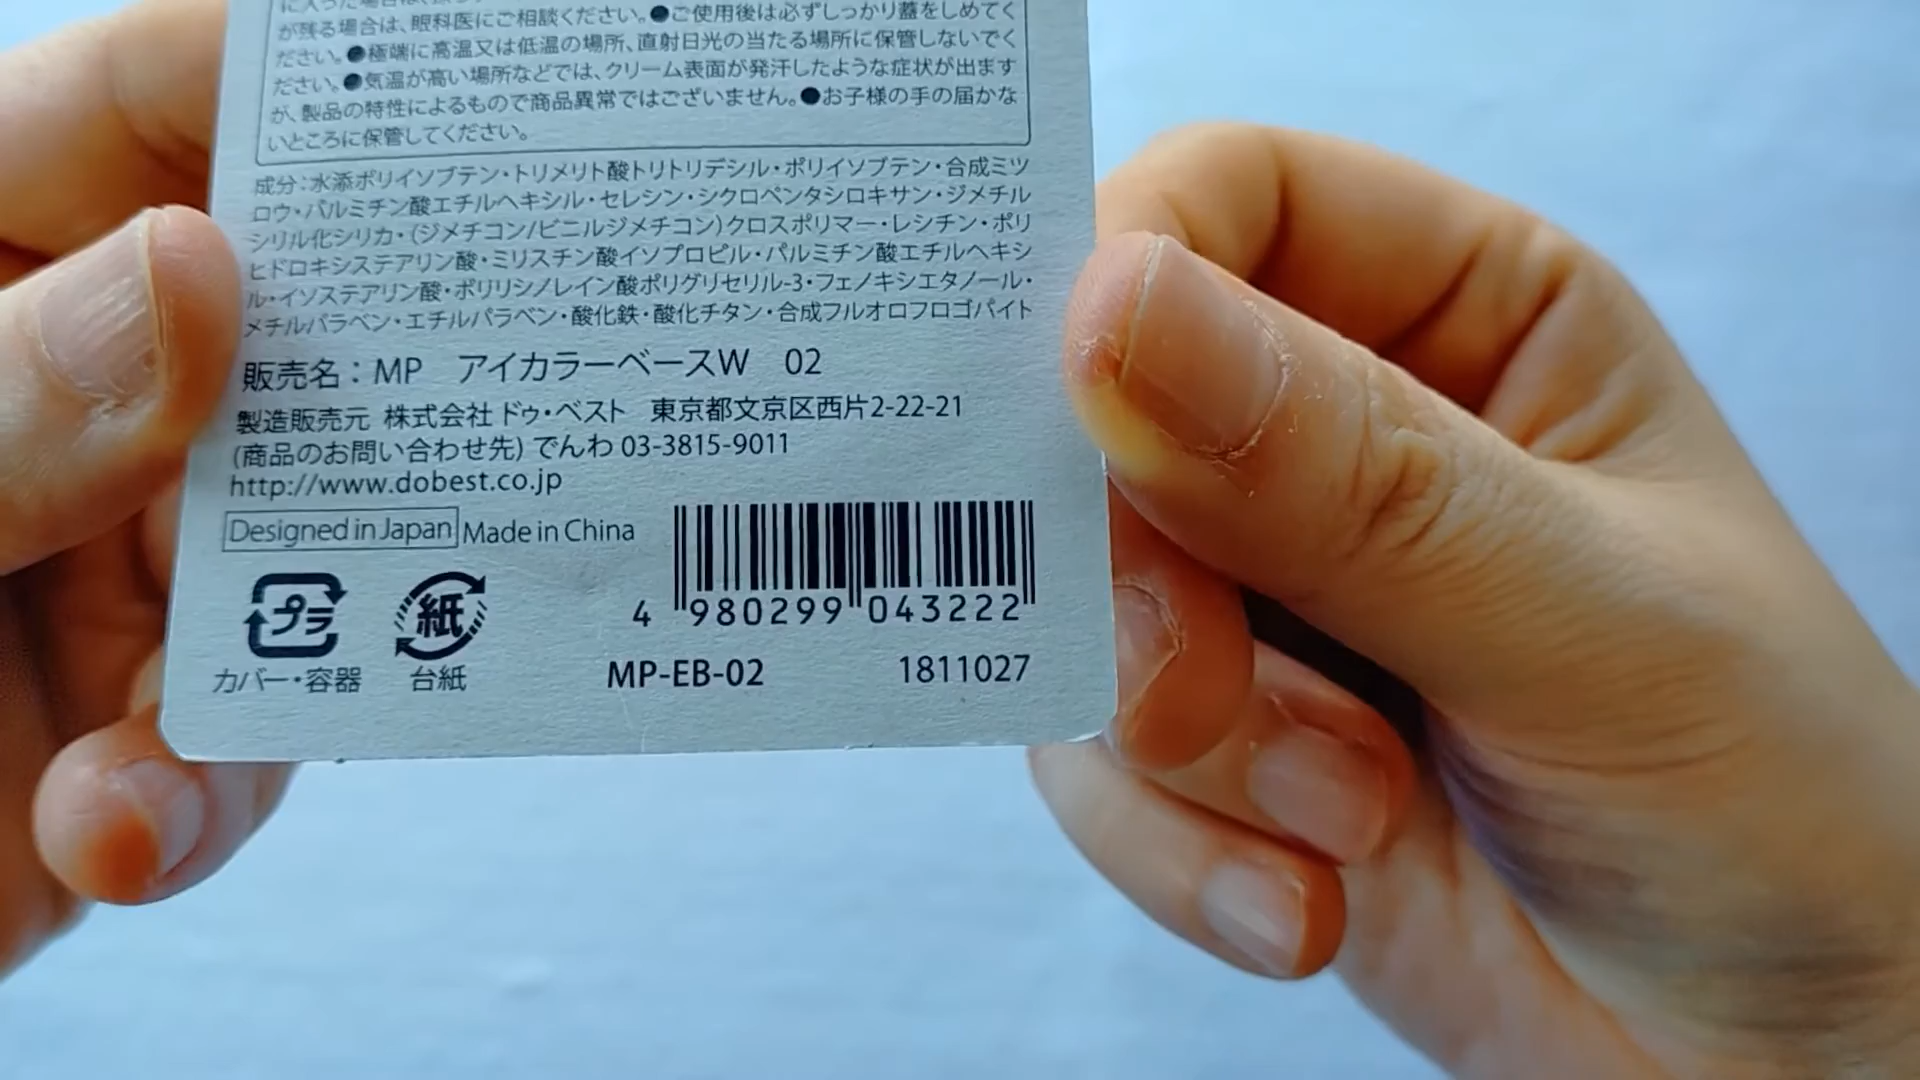 が残る場合は、眼科医にご相談ください。●ご使用後は必ずしっかり蓋をしめてく
ださい。●極端に高温又は低温の場所、直射日光の当たる場所に保管しないでく
ださい。●気温が高い場所などでは、クリーム表面が発汗したような症状が出ます
が、製品の特性によるもので商品異常ではございません。●お子様の手の届かな
いところに保管してください。
成分：水添ポリイソブテン・トリメリト酸トリトリデシル・ポリイソブテン・合成ミツ
ロウ・パルミチン酸エチルヘキシル・セレシン・シクロペンタシロキサン・ジメチル
シリル化シリカ・(ジメチコン/ビニルジメチコン)クロスポリマー・レシチン・ポリ
ヒドロキシステアリン酸・ミリスチン酸イソプロピル・パルミチン酸エチルヘキシ
ル・イソステアリン酸・ポリリシノレイン酸ポリグリセリル-3・フェノキシエタノール・
メチルパラベン・エチルパラベン・酸化鉄・酸化チタン・合成フルオロフロゴパイト
販売名：MP　アイカラーベースW　02
製造販売元 株式会社 ドゥ・ベスト　東京都文京区西片2-22-21
(商品のお問い合わせ先) でんわ 03-3815-9011
http://www.dobest.co.jp
Designed in Japan Made in China
4 980299 043222
プラ 紙
カバー・容器 台紙
MP-EB-02 1811027